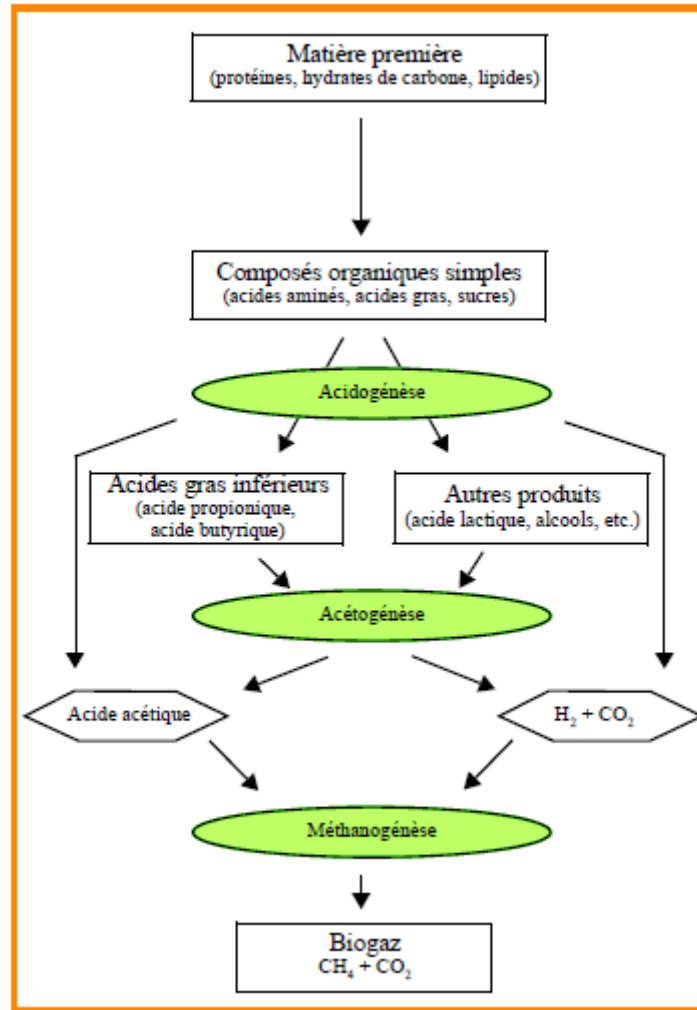 Matière première
(protéines, hydrates de carbone, lipides)
Composés organiques simples
(acides aminés, acides gras, sucres)
Acidogénèse
Acides gras inférieurs
(acide propionique,
acide butyrique)
Autres produits
(acide lactique, alcools, etc.)
Acétogénèse
Acide acétique
H₂ + CO₂
Méthanogénèse
Biogaz
CH₄ + CO₂